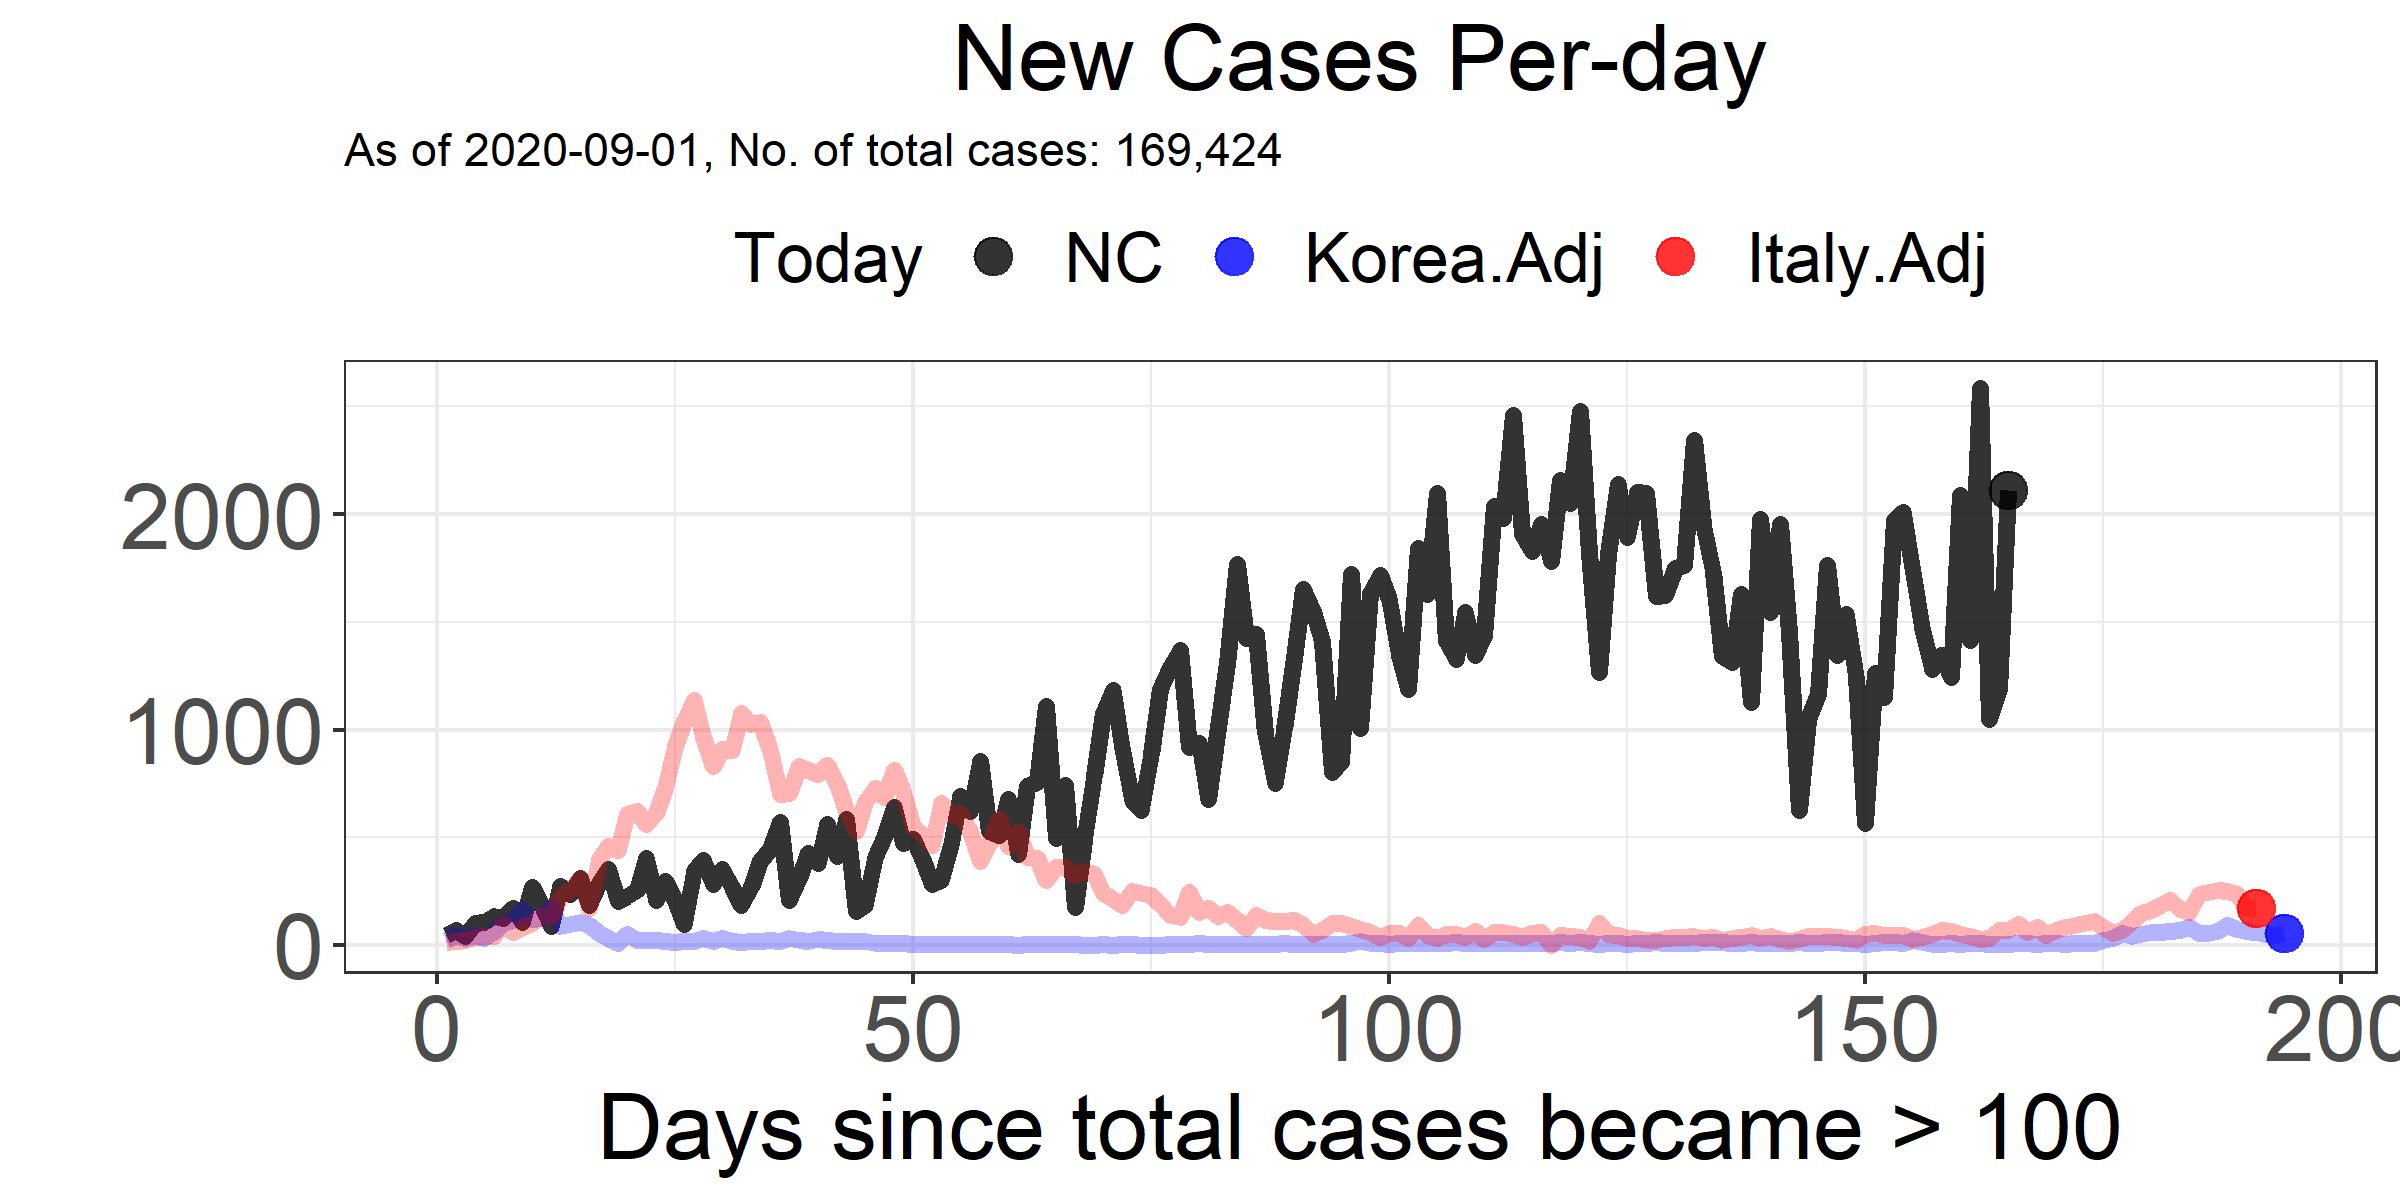 New Cases Per-day
As of 2020-09-01, No. of total cases: 169,424
Today NC Korea.Adj Italy.Adj
2000
1000
0
0 50 100 150 200
Days since total cases became > 100